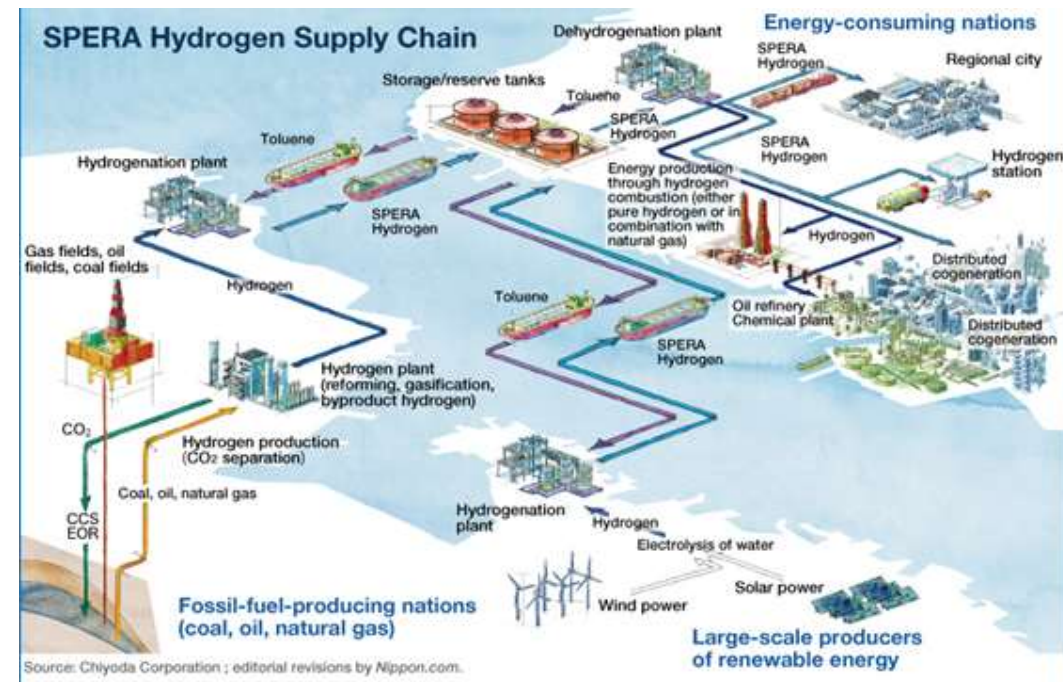 SPERA Hydrogen Supply Chain
Energy-consuming nations
Dehydrogenation plant
SPERA
Hydrogen
Regional city
Storage/reserve tanks
Toluene
SPERA
Hydrogen
Toluene
SPERA
Hydrogen
Hydrogen
station
Hydrogenation plant
Energy production
through hydrogen
combustion (either
pure hydrogen or in
combination with
natural gas)
SPERA
Hydrogen
Hydrogen
Gas fields, oil
fields, coal fields
Distributed
cogeneration
Hydrogen
Toluene
Oil refinery
Chemical plant
Distributed
cogeneration
SPERA
Hydrogen
Hydrogen plant
(reforming, gasification,
byproduct hydrogen)
CO2
Hydrogen production
(CO2 separation)
Coal, oil, natural gas
CCS
EOR
Hydrogenation
plant
Hydrogen
Electrolysis of water
Solar power
Wind power
Fossil-fuel-producing nations
(coal, oil, natural gas)
Large-scale producers
of renewable energy
Source: Chiyoda Corporation ; editorial revisions by Nippon.com.